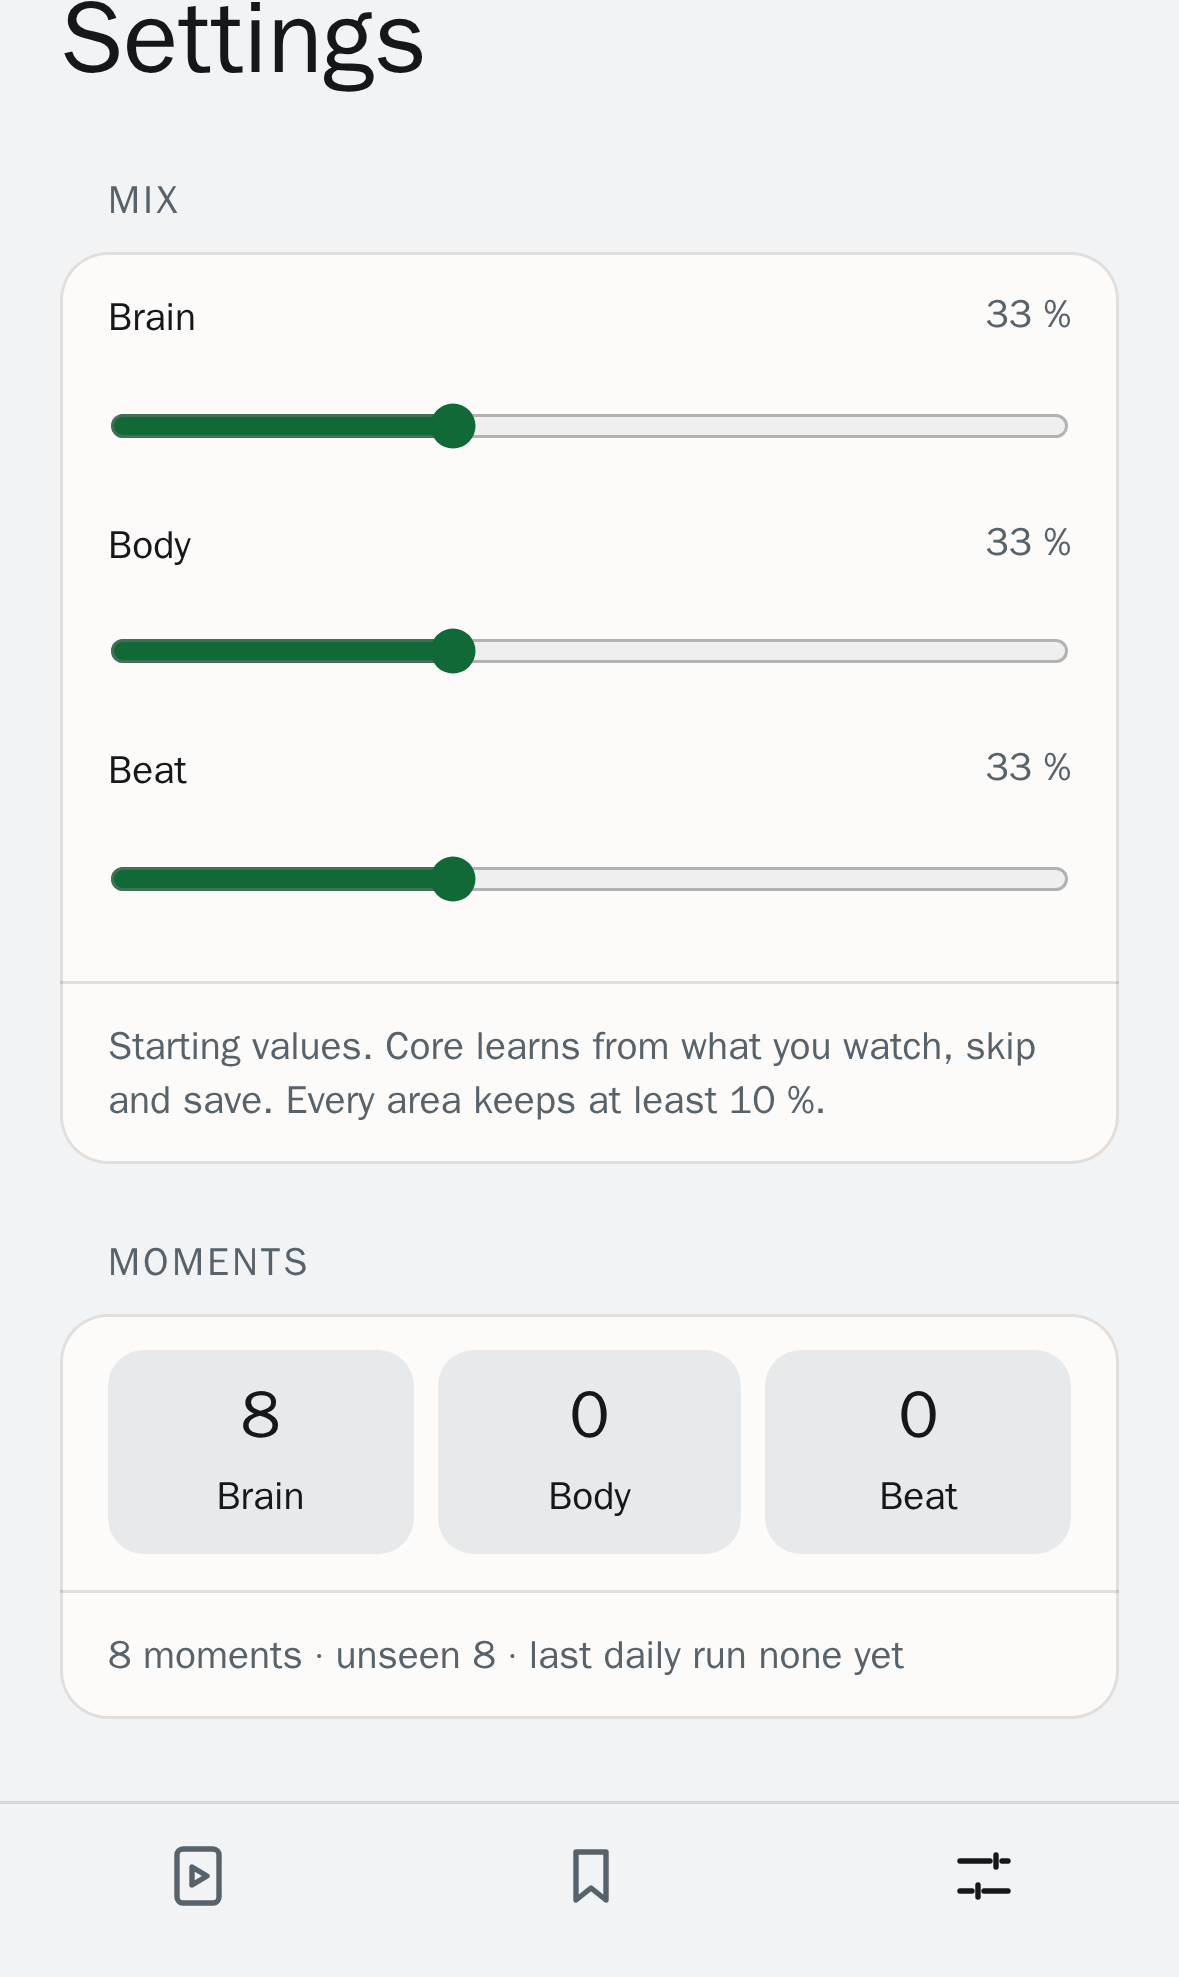 Settings
MIX
Brain 33 %
Body 33 %
Beat 33 %
Starting values. Core learns from what you watch, skip
and save. Every area keeps at least 10 %.
MOMENTS
8 0 0
Brain Body Beat
8 moments · unseen 8 · last daily run none yet